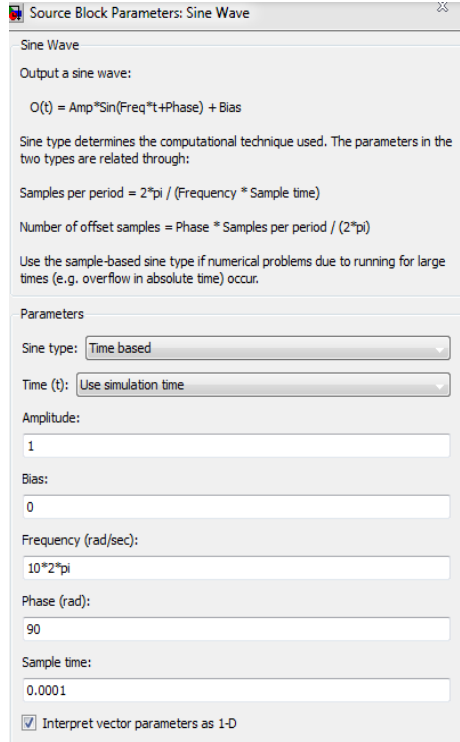 Source Block Parameters: Sine Wave
Sine Wave
Output a sine wave:
O(t) = Amp*Sin(Freq*t+Phase) + Bias
Sine type determines the computational technique used. The parameters in the
two types are related through:
Samples per period = 2*pi / (Frequency * Sample time)
Number of offset samples = Phase * Samples per period / (2*pi)
Use the sample-based sine type if numerical problems due to running for large
times (e.g. overflow in absolute time) occur.
Parameters
Sine type: Time based
Time (t): Use simulation time
Amplitude:
1
Bias:
0
Frequency (rad/sec):
10*2*pi
Phase (rad):
90
Sample time:
0.0001
Interpret vector parameters as 1-D